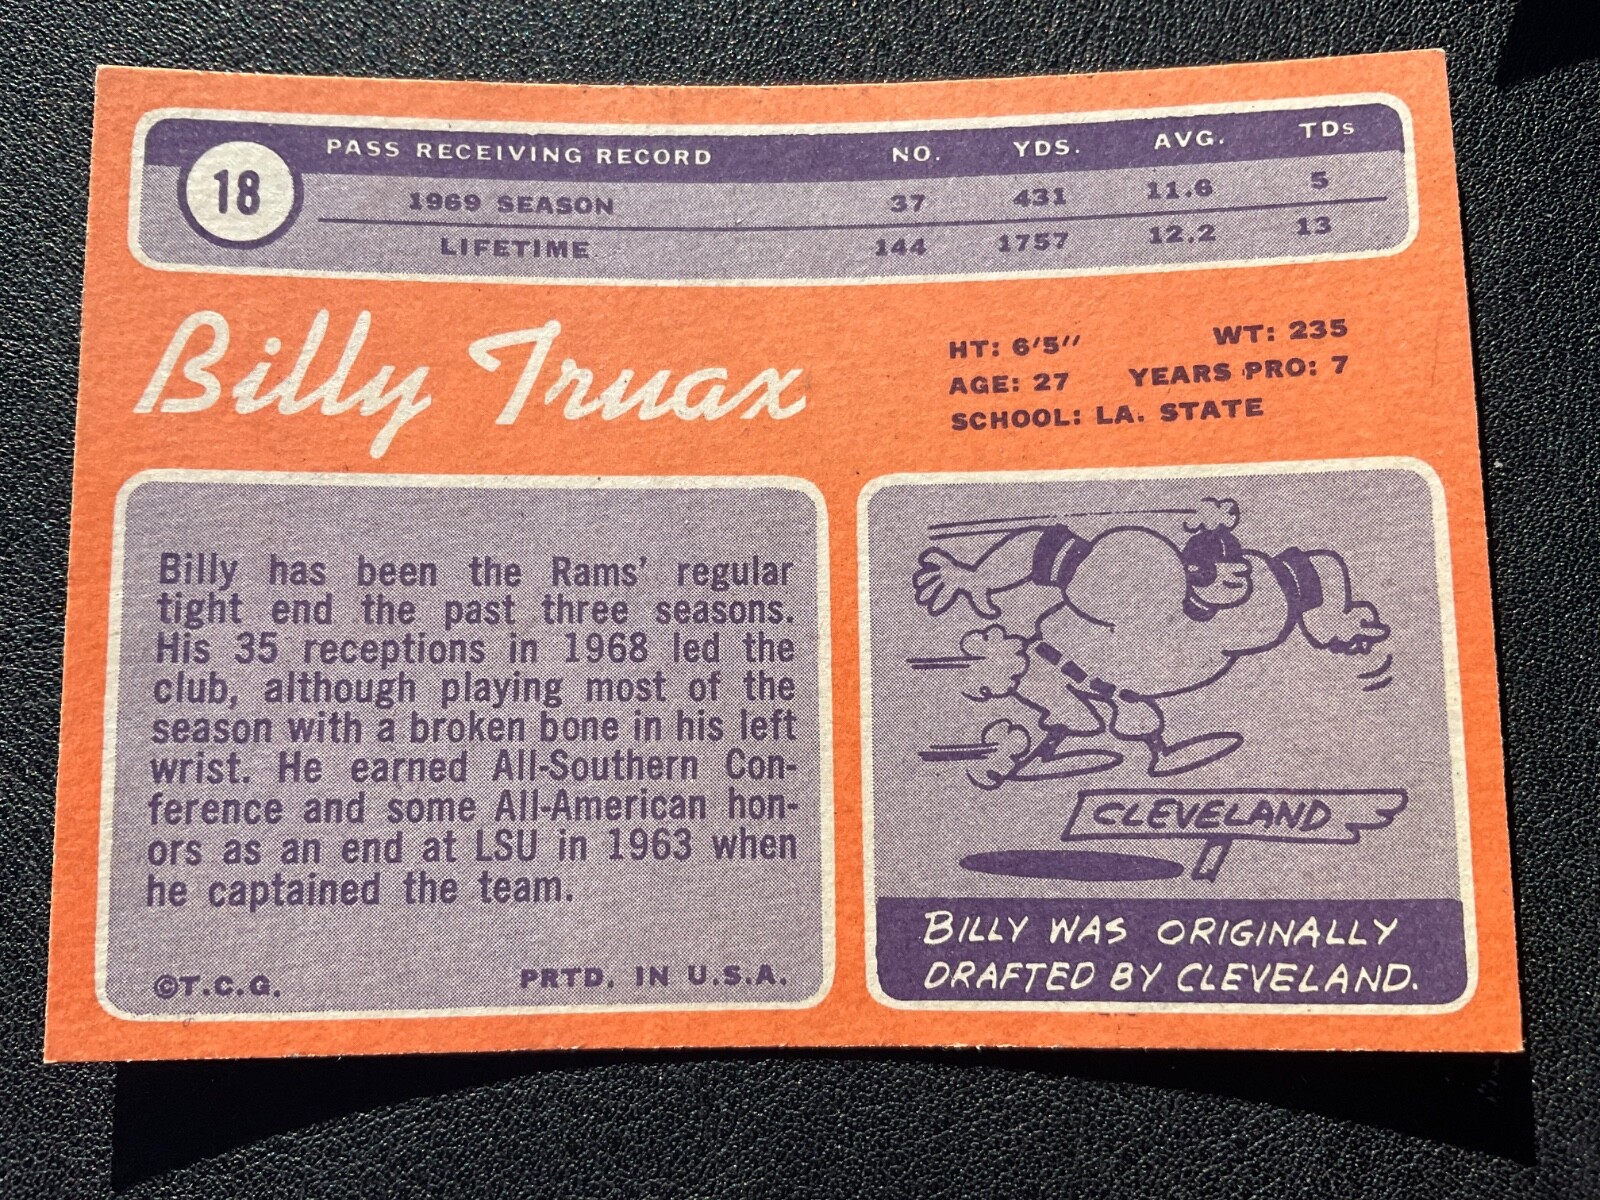 PASS RECEIVING RECORD NO. YDS. AVG. TDs
18
1969 SEASON 37 431 11.6 5
LIFETIME 144 1757 12.2 13
Billy Truax
HT: 6'5" WT: 235
AGE: 27 YEARS PRO: 7
SCHOOL: LA. STATE
Billy has been the Rams' regular
tight end the past three seasons.
His 35 receptions in 1968 led the
club, although playing most of the
season with a broken bone in his left
wrist. He earned All-Southern Con-
ference and some All-American hon-
ors as an end at LSU in 1963 when
he captained the team.
©T.C.G. PRTD. IN U.S.A.
CLEVELAND
BILLY WAS ORIGINALLY
DRAFTED BY CLEVELAND.